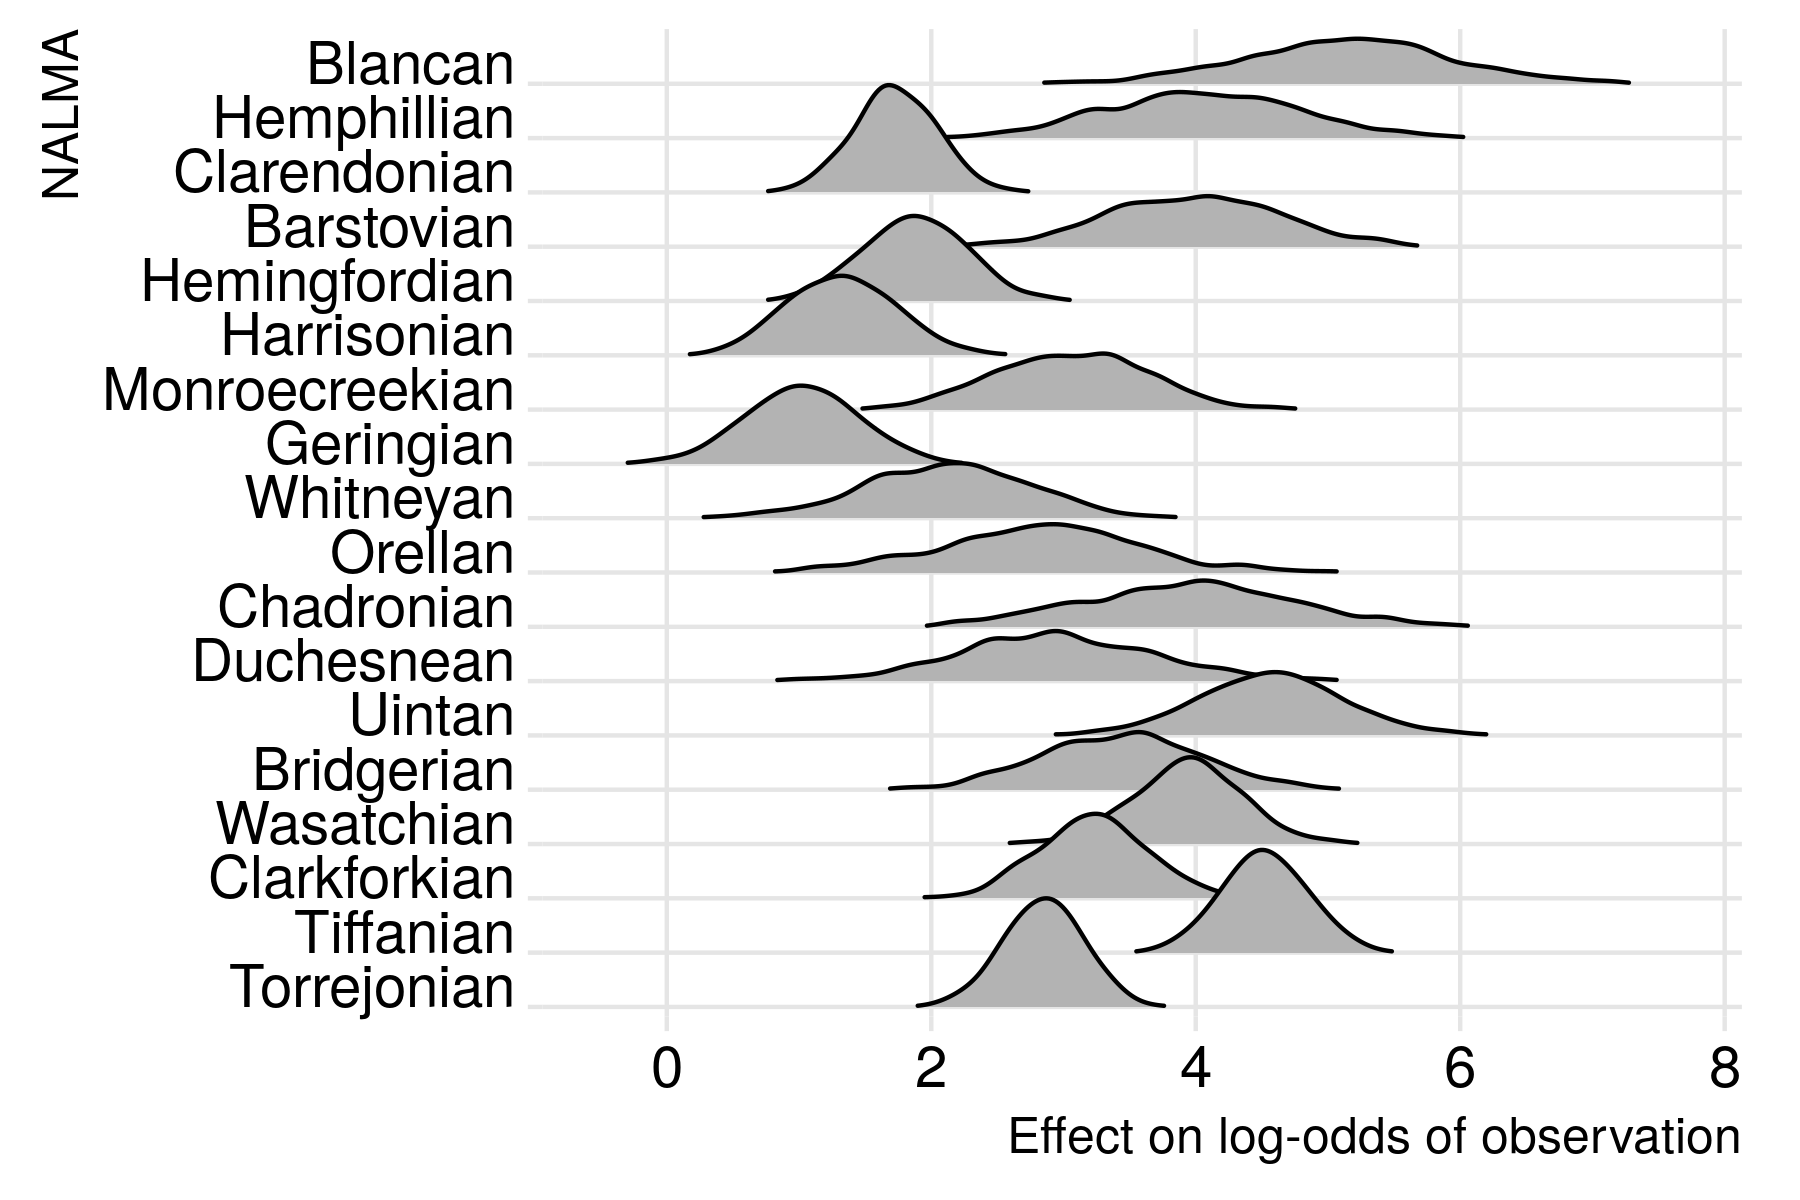 NALMA
Blancan
Hemphillian
Clarendonian
Barstovian
Hemingfordian
Harrisonian
Monroecreekian
Geringian
Whitneyan
Orellan
Chadronian
Duchesnean
Uintan
Bridgerian
Wasatchian
Clarkforkian
Tiffanian
Torrejonian
0 2 4 6 8
Effect on log-odds of observation